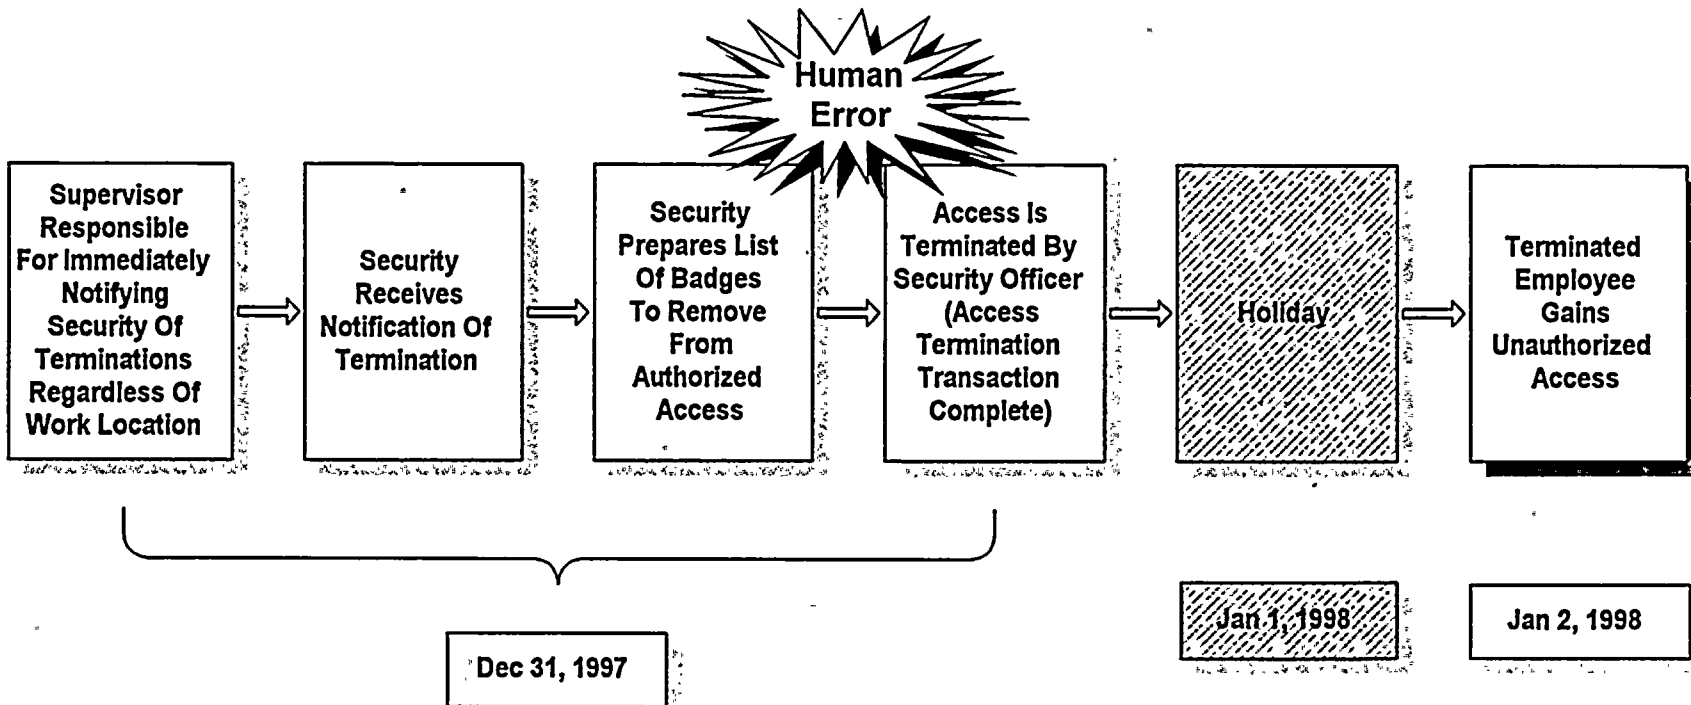 Human
Error
Supervisor
Responsible
For Immediately
Notifying
Security Of
Terminations
Regardless Of
Work Location
Security
Receives
Notification Of
Termination
Security
Prepares List
Of Badges
To Remove
From
Authorized
Access
Access Is
Terminated By
Security Officer
(Access
Termination
Transaction
Complete)
Holiday
Terminated
Employee
Gains
Unauthorized
Access
Dec 31, 1997
Jan 1, 1998
Jan 2, 1998